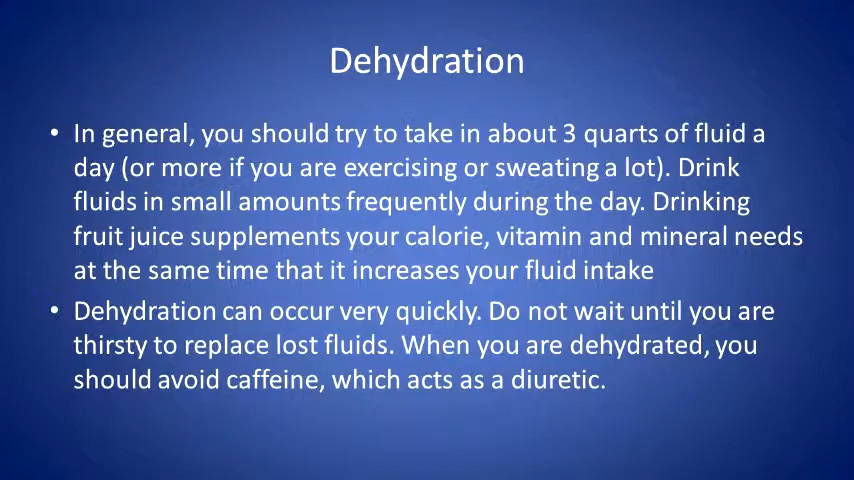 Dehydration
• In general, you should try to take in about 3 quarts of fluid a
day (or more if you are exercising or sweating a lot). Drink
fluids in small amounts frequently during the day. Drinking
fruit juice supplements your calorie, vitamin and mineral needs
at the same time that it increases your fluid intake
• Dehydration can occur very quickly. Do not wait until you are
thirsty to replace lost fluids. When you are dehydrated, you
should avoid caffeine, which acts as a diuretic.